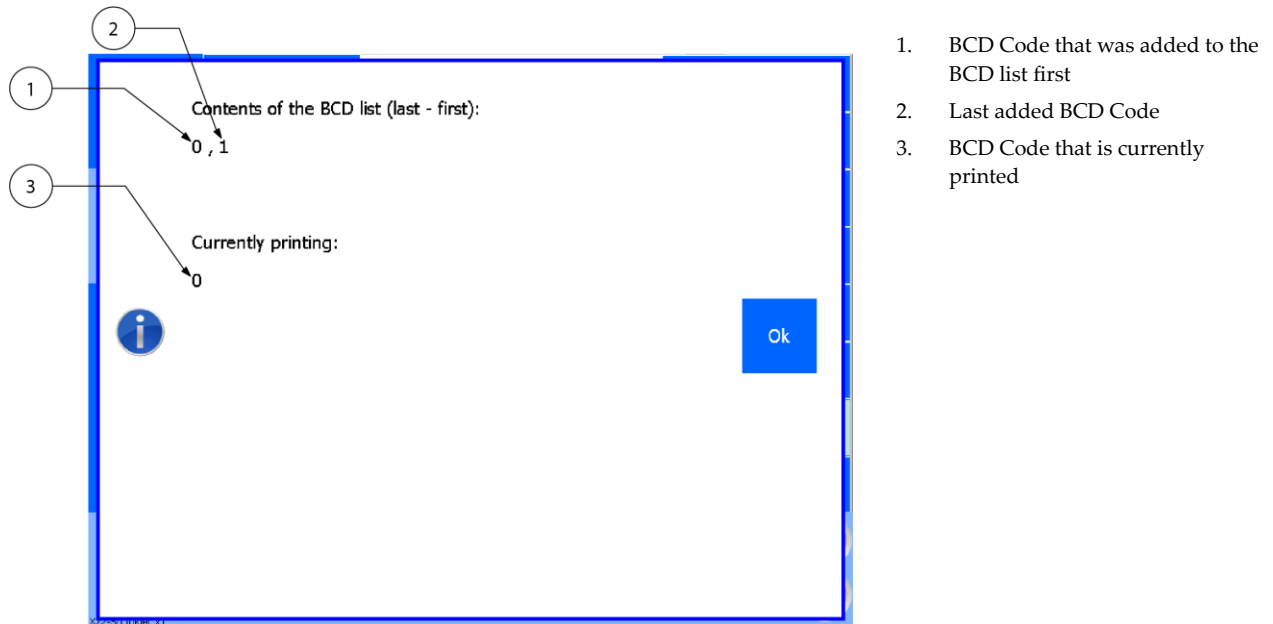 2
1
Contents of the BCD list (last - first):
0 , 1
3
Currently printing:
0
Ok
1. BCD Code that was added to the
BCD list first
2. Last added BCD Code
3. BCD Code that is currently
printed